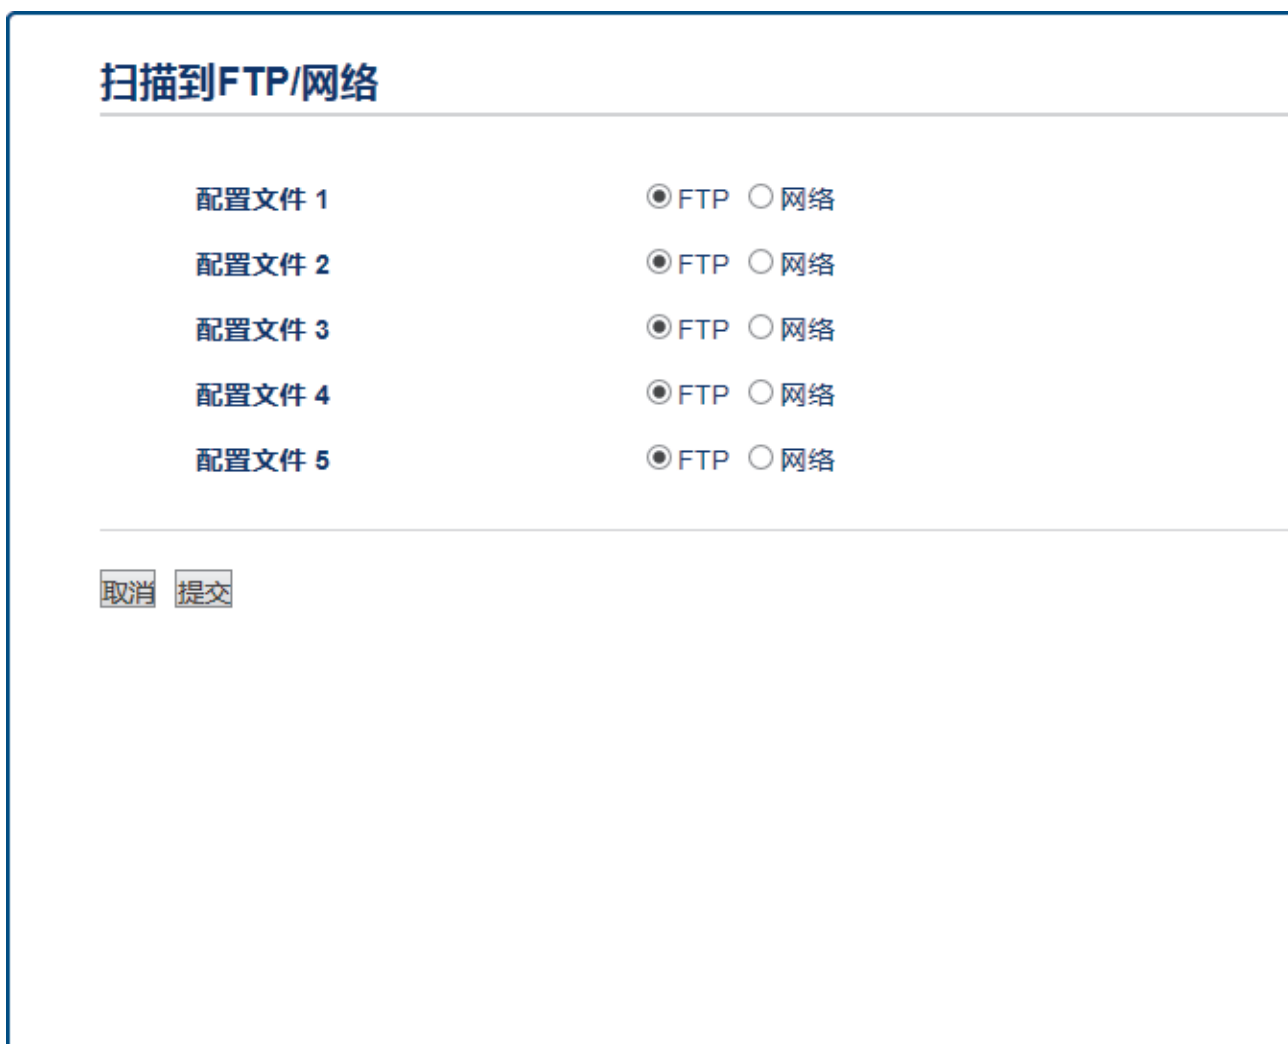 扫描到FTP/网络
配置文件 1 FTP 网络
配置文件 2 FTP 网络
配置文件 3 FTP 网络
配置文件 4 FTP 网络
配置文件 5 FTP 网络
取消 提交